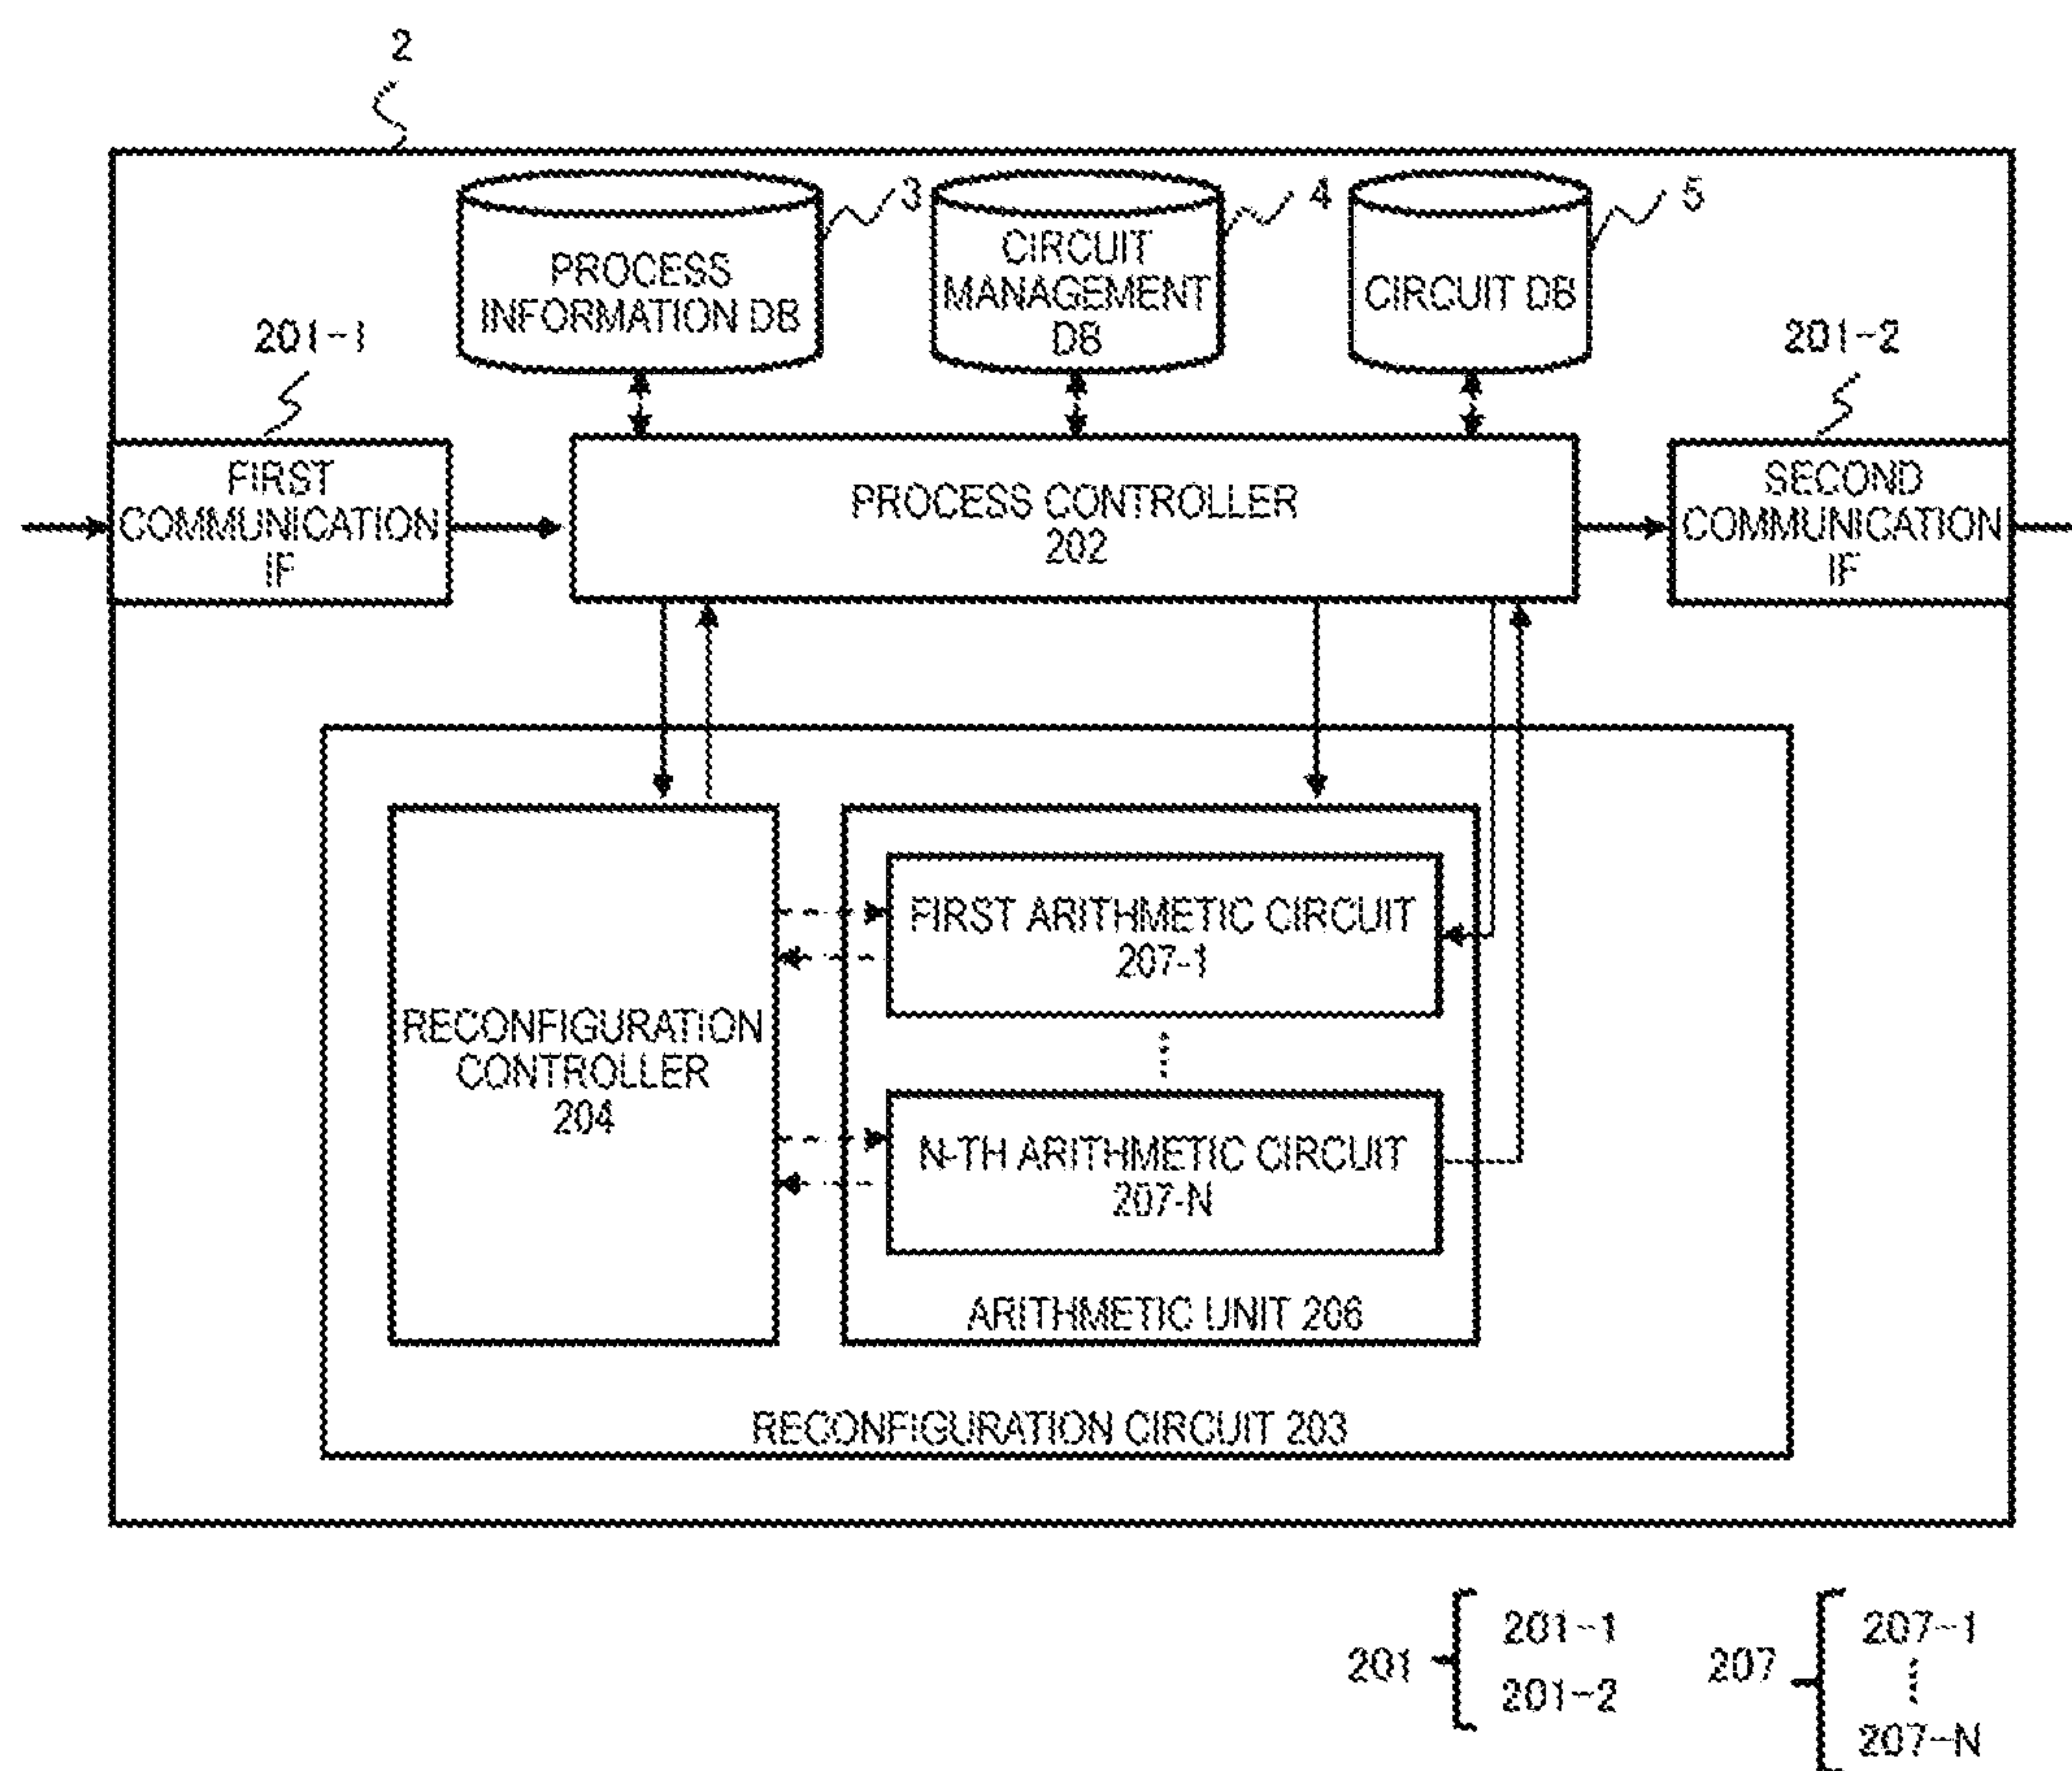 2
3
4
5
PROCESS
INFORMATION DB
CIRCUIT
MANAGEMENT
DB
CIRCUIT DB
201-1
201-2
FIRST
COMMUNICATION
IF
PROCESS CONTROLLER
202
SECOND
COMMUNICATION
IF
RECONFIGURATION
CONTROLLER
204
FIRST ARITHMETIC CIRCUIT
207-1
N-TH ARITHMETIC CIRCUIT
207-N
ARITHMETIC UNIT 206
RECONFIGURATION CIRCUIT 203
201
201-1
201-2
207
207-1
207-N